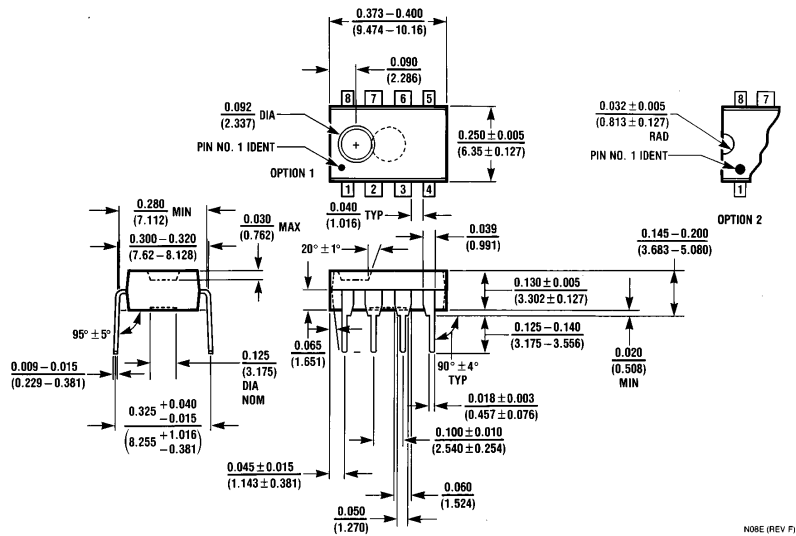 0.373 – 0.400
(9.474 – 10.16)
0.090
(2.286)
8 7 6 5
0.092 DIA
(2.337)
PIN NO. 1 IDENT
OPTION 1
1 2 3 4
0.250 ± 0.005
(6.35 ± 0.127)
0.032 ± 0.005
(0.813 ± 0.127)
RAD
PIN NO. 1 IDENT
8 7
1
OPTION 2
0.280 MIN
(7.112)
0.030 MAX
(0.762)
0.300 – 0.320
(7.62 – 8.128)
0.040 TYP
(1.016)
0.039
(0.991)
20° ± 1°
0.145 – 0.200
(3.683 – 5.080)
0.130 ± 0.005
(3.302 ± 0.127)
95° ± 5°
0.065
(1.651)
0.125 – 0.140
(3.175 – 3.556)
0.020
(0.508)
MIN
90° ± 4°
TYP
0.009 – 0.015
(0.229 – 0.381)
0.125
(3.175)
DIA
NOM
0.018 ± 0.003
(0.457 ± 0.076)
0.325 +0.040 −0.015
(8.255 +1.016 −0.381)
0.100 ± 0.010
(2.540 ± 0.254)
0.045 ± 0.015
(1.143 ± 0.381)
0.060
(1.524)
0.050
(1.270)
N08E (REV F)